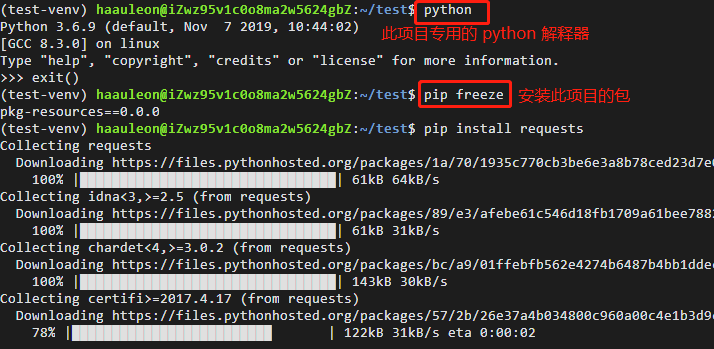 (test-venv) haauleon@iZwz95v1c0o8ma2w5624gbZ:~/test$ python
Python 3.6.9 (default, Nov  7 2019, 10:44:02) 此项目专用的 python 解释器
[GCC 8.3.0] on linux
Type "help", "copyright", "credits" or "license" for more information.
>>> exit()
(test-venv) haauleon@iZwz95v1c0o8ma2w5624gbZ:~/test$ pip freeze 安装此项目的包
pkg-resources==0.0.0
(test-venv) haauleon@iZwz95v1c0o8ma2w5624gbZ:~/test$ pip install requests
Collecting requests
  Downloading https://files.pythonhosted.org/packages/1a/70/1935c770cb3be6e3a8b78ced23d7e0
    100% |████████████████████████████████| 61kB 64kB/s
Collecting idna<3,>=2.5 (from requests)
  Downloading https://files.pythonhosted.org/packages/89/e3/afebe61c546d18fb1709a61bee788
    100% |████████████████████████████████| 61kB 31kB/s
Collecting chardet<4,>=3.0.2 (from requests)
  Downloading https://files.pythonhosted.org/packages/bc/a9/01ffebfb562e4274b6487b4bb1ddec
    100% |████████████████████████████████| 143kB 30kB/s
Collecting certifi>=2017.4.17 (from requests)
  Downloading https://files.pythonhosted.org/packages/57/2b/26e37a4b034800c960a00c4e1b3d9
    78% |█████████████████████████       | 122kB 31kB/s eta 0:00:02